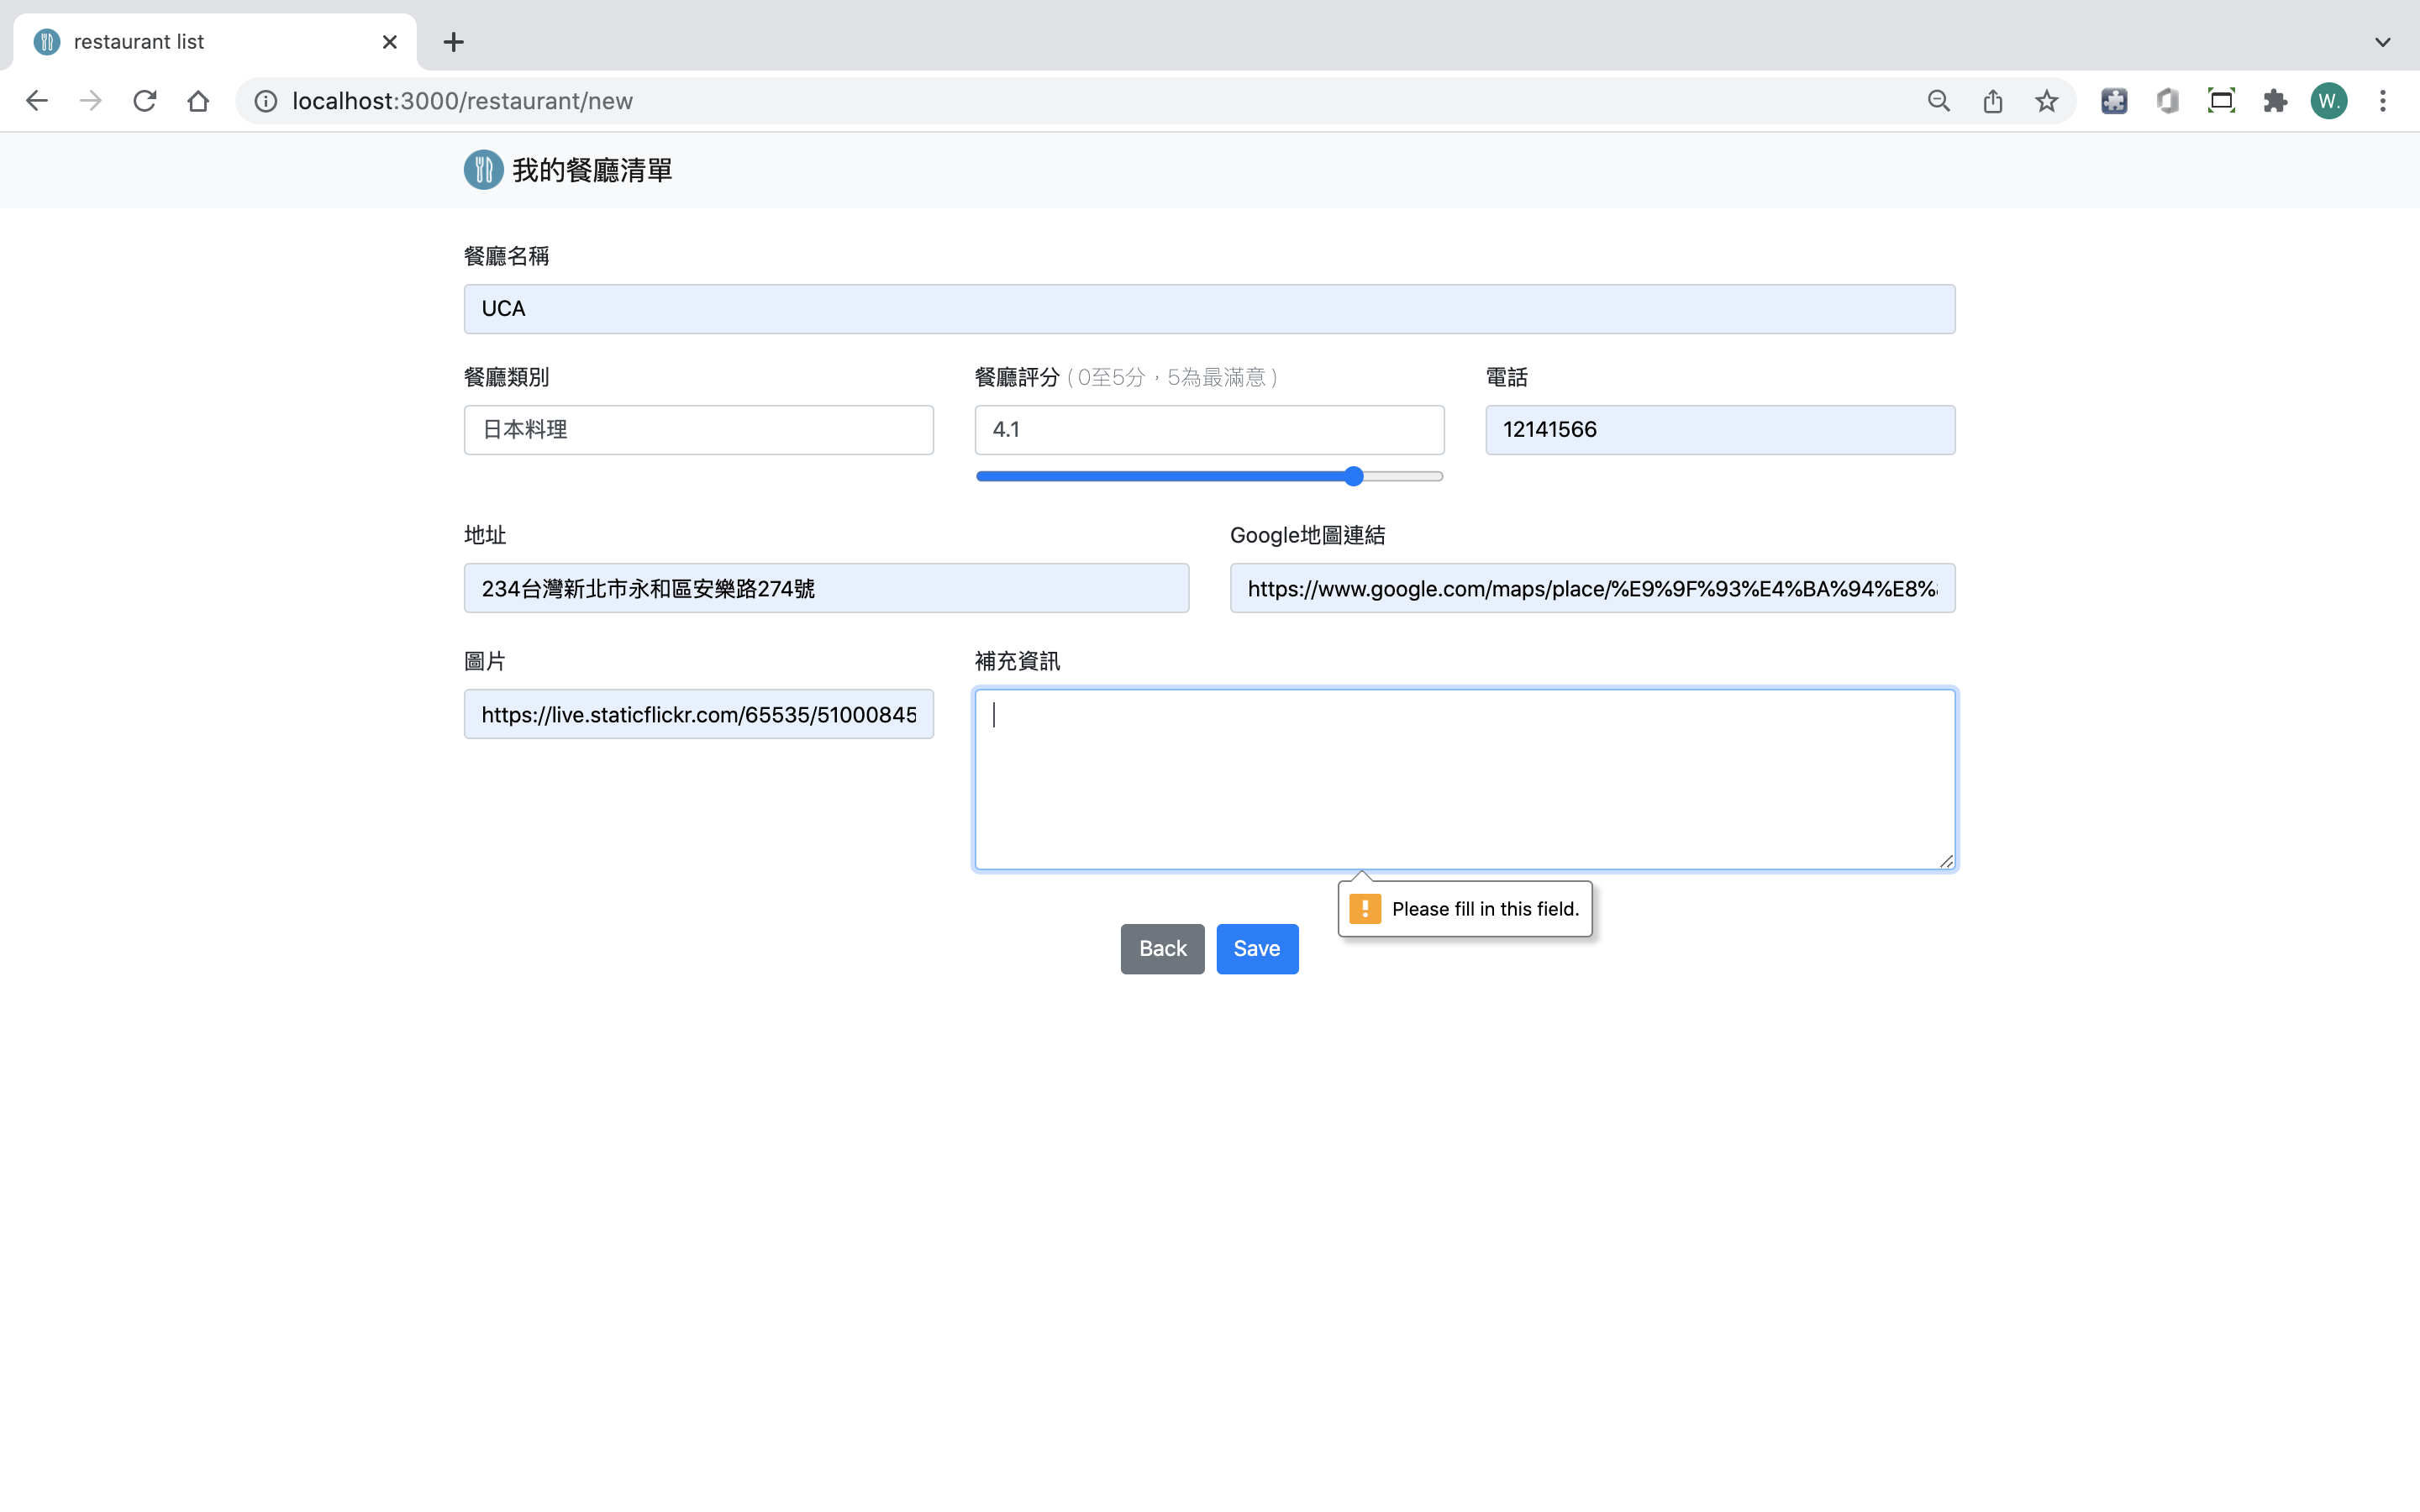 restaurant list
localhost:3000/restaurant/new
W.
我的餐廳清單
餐廳名稱
UCA
餐廳類別
餐廳評分 ( 0至5分，5為最滿意 )
電話
日本料理
4.1
12141566
地址
Google地圖連結
234台灣新北市永和區安樂路274號
https://www.google.com/maps/place/%E9%9F%93%E4%BA%94%E8%
圖片
補充資訊
https://live.staticflickr.com/65535/51000845
! Please fill in this field.
Back
Save